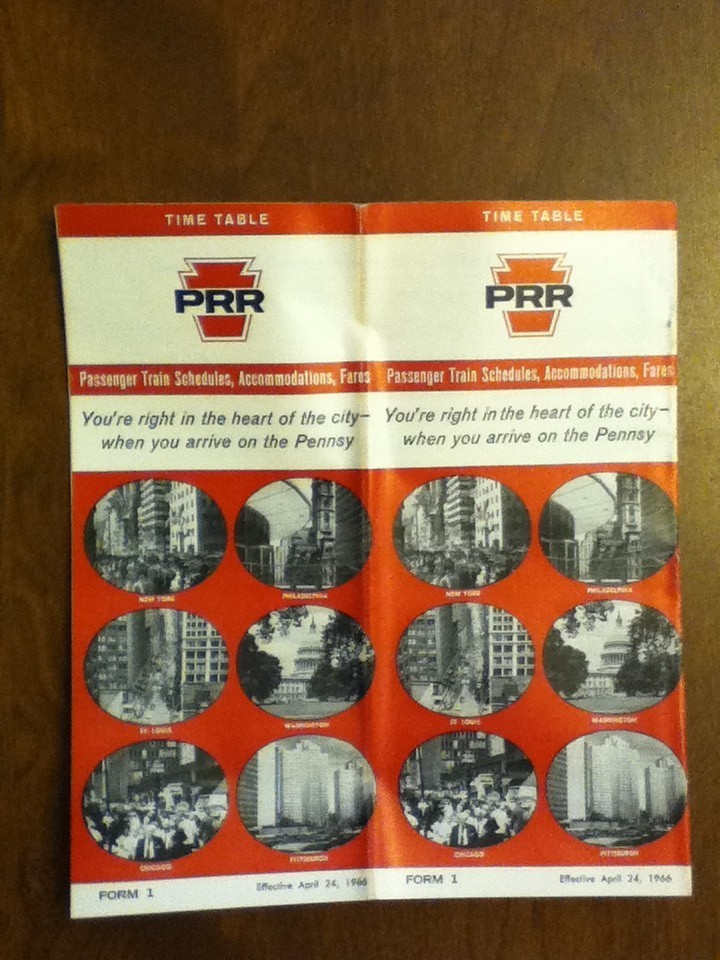 TIME TABLE
PRR
Passenger Train Schedules, Accommodations, Fares
You're right in the heart of the city—
when you arrive on the Pennsy
NEW YORK
PHILADELPHIA
ST. LOUIS
WASHINGTON
CHICAGO
PITTSBURGH
FORM 1
Effective April 24, 1966
TIME TABLE
PRR
Passenger Train Schedules, Accommodations, Fares
You're right in the heart of the city—
when you arrive on the Pennsy
NEW YORK
PHILADELPHIA
ST. LOUIS
WASHINGTON
CHICAGO
PITTSBURGH
FORM 1
Effective April 24, 1966